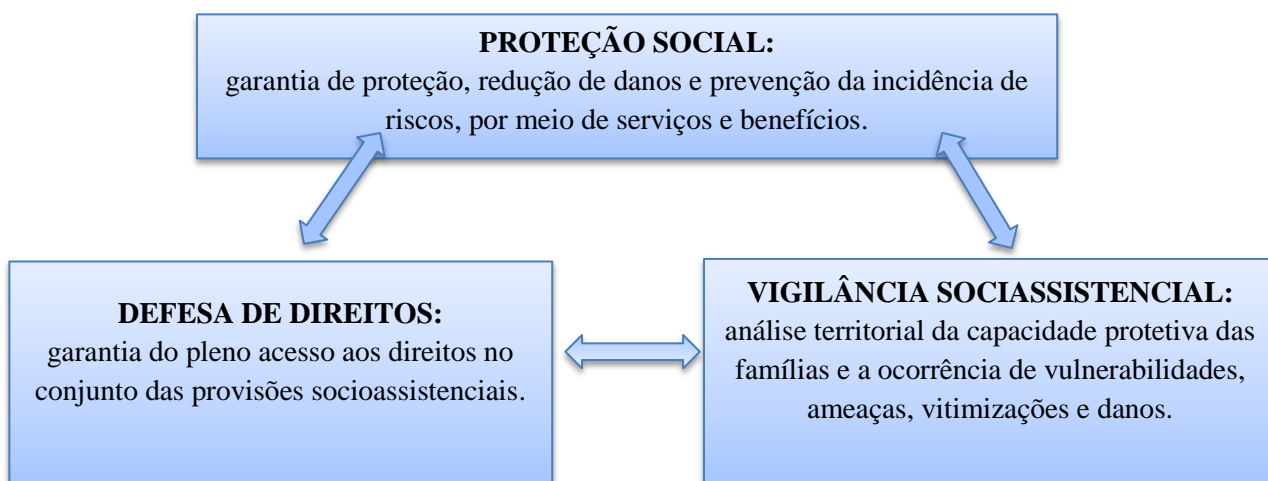 PROTEÇÃO SOCIAL:
garantia de proteção, redução de danos e prevenção da incidência de
riscos, por meio de serviços e benefícios.
DEFESA DE DIREITOS:
garantia do pleno acesso aos direitos no
conjunto das provisões socioassistenciais.
VIGILÂNCIA SOCIASSISTENCIAL:
análise territorial da capacidade protetiva das
famílias e a ocorrência de vulnerabilidades,
ameaças, vitimizações e danos.